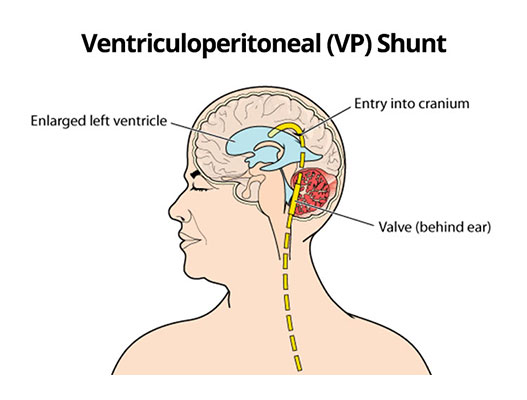 Ventriculoperitoneal (VP) Shunt
Entry into cranium
Enlarged left ventricle
Valve (behind ear)